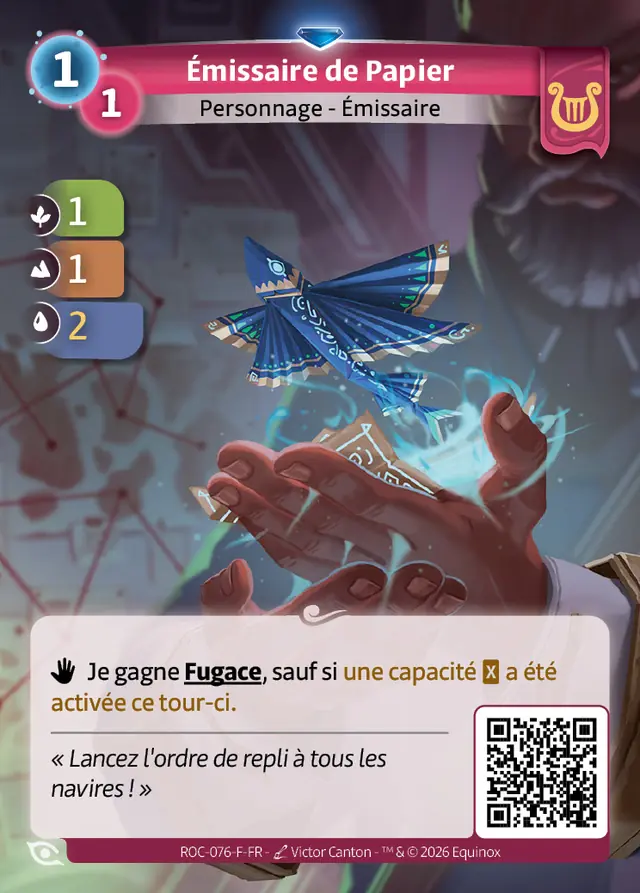 1
Émissaire de Papier
1
Personnage - Émissaire
1
1
2
Je gagne Fugace, sauf si une capacité X a été
activée ce tour-ci.
« Lancez l'ordre de repli à tous les
navires ! »
ROC-076-F-FR - Victor Canton - ™ & © 2026 Equinox